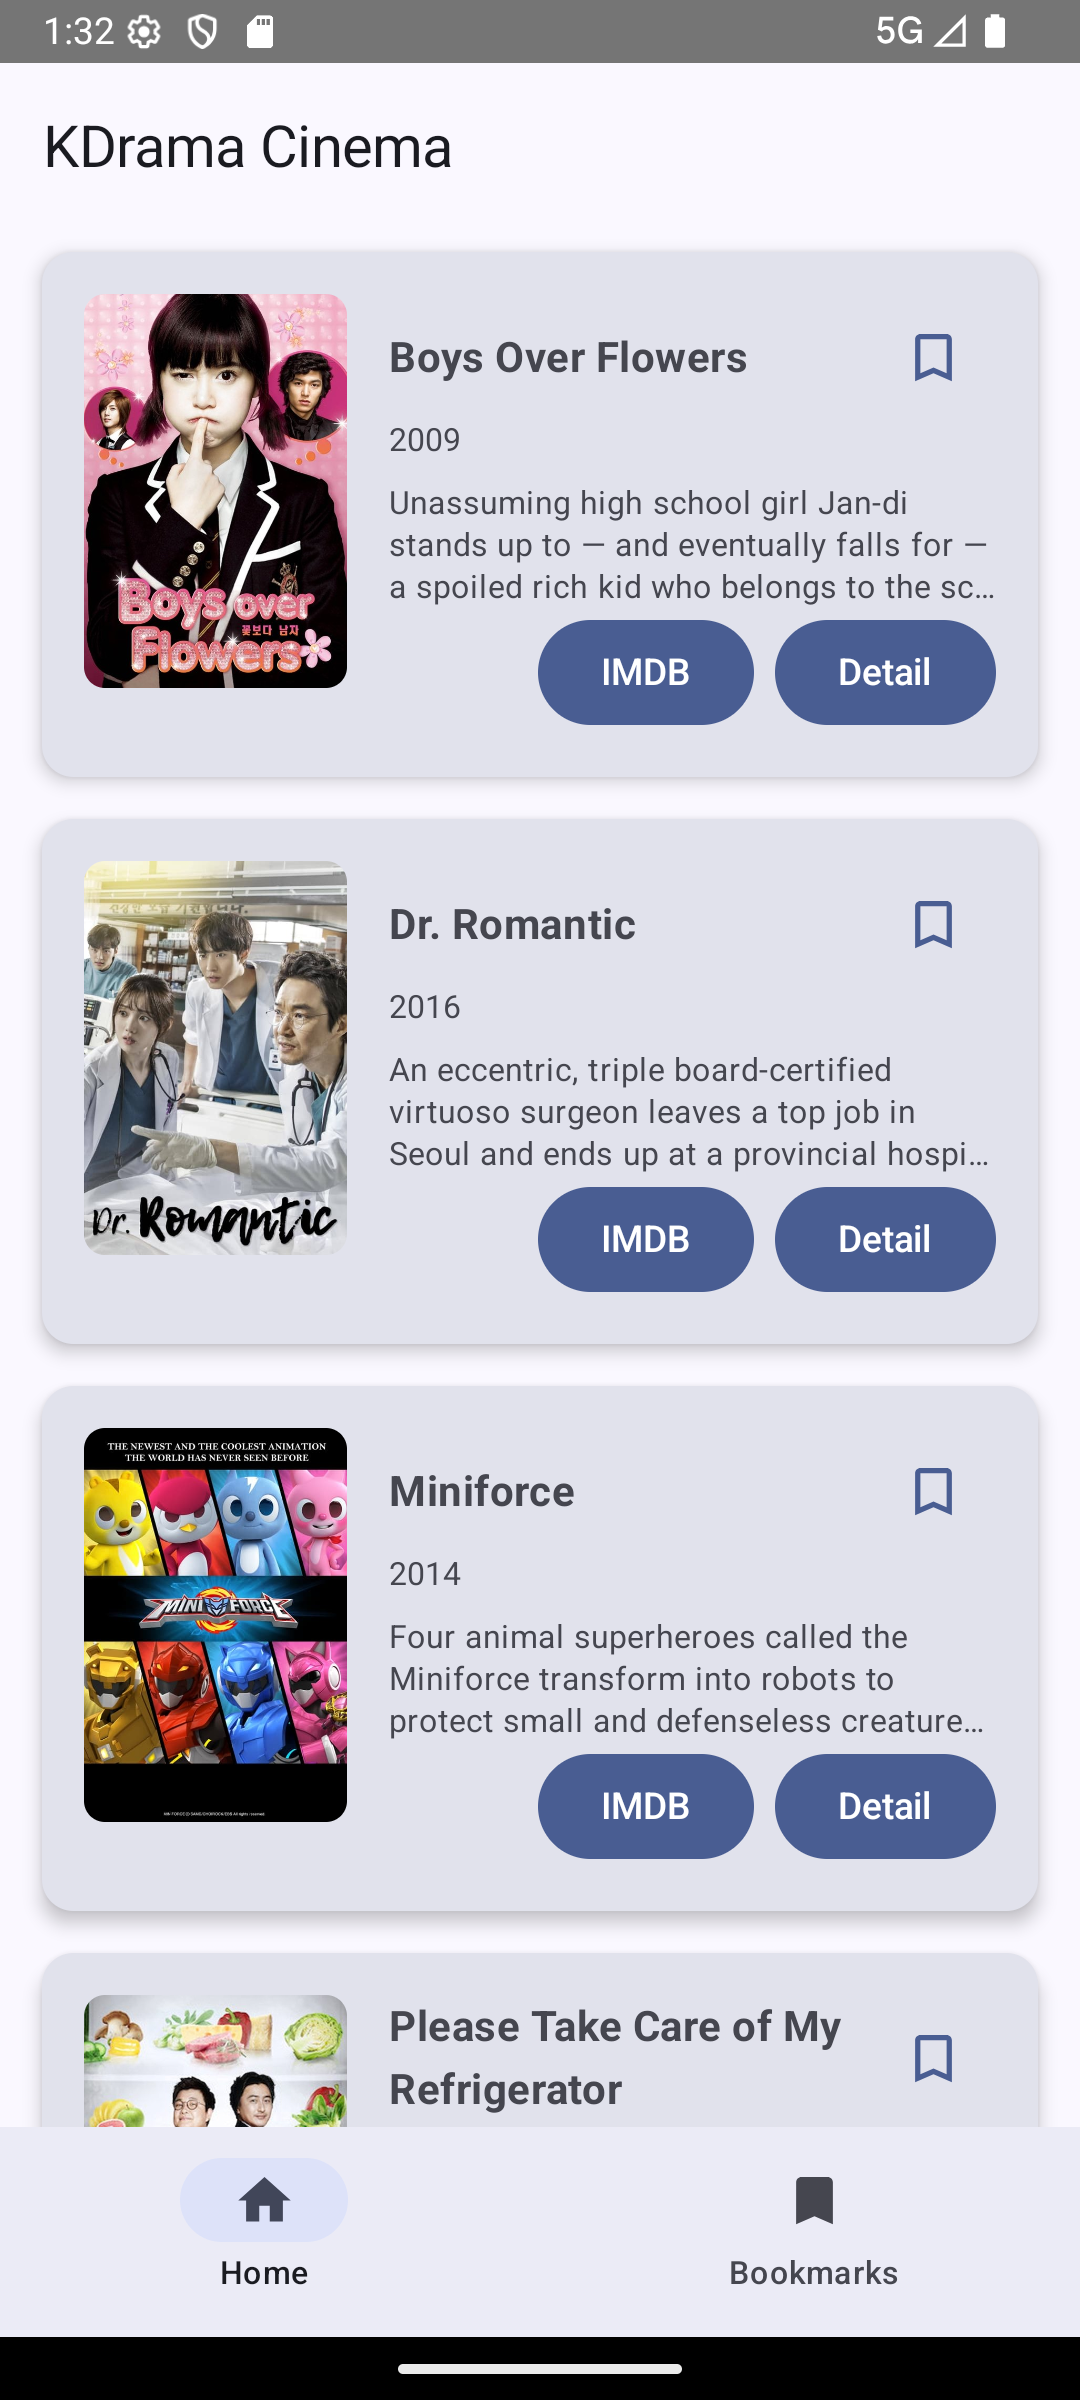 1:32
5G
KDrama Cinema
Boys Over Flowers
2009
Unassuming high school girl Jan-di
stands up to — and eventually falls for —
a spoiled rich kid who belongs to the sc…
IMDB
Detail
Boys over
꽃보다 남자
Flowers
Dr. Romantic
2016
An eccentric, triple board-certified
virtuoso surgeon leaves a top job in
Seoul and ends up at a provincial hospi…
IMDB
Detail
Dr. Romantic
THE NEWEST AND THE COOLEST ANIMATION
THE WORLD HAS NEVER SEEN BEFORE
MINI FORCE
Miniforce
2014
Four animal superheroes called the
Miniforce transform into robots to
protect small and defenseless creature…
IMDB
Detail
Please Take Care of My
Refrigerator
Home
Bookmarks